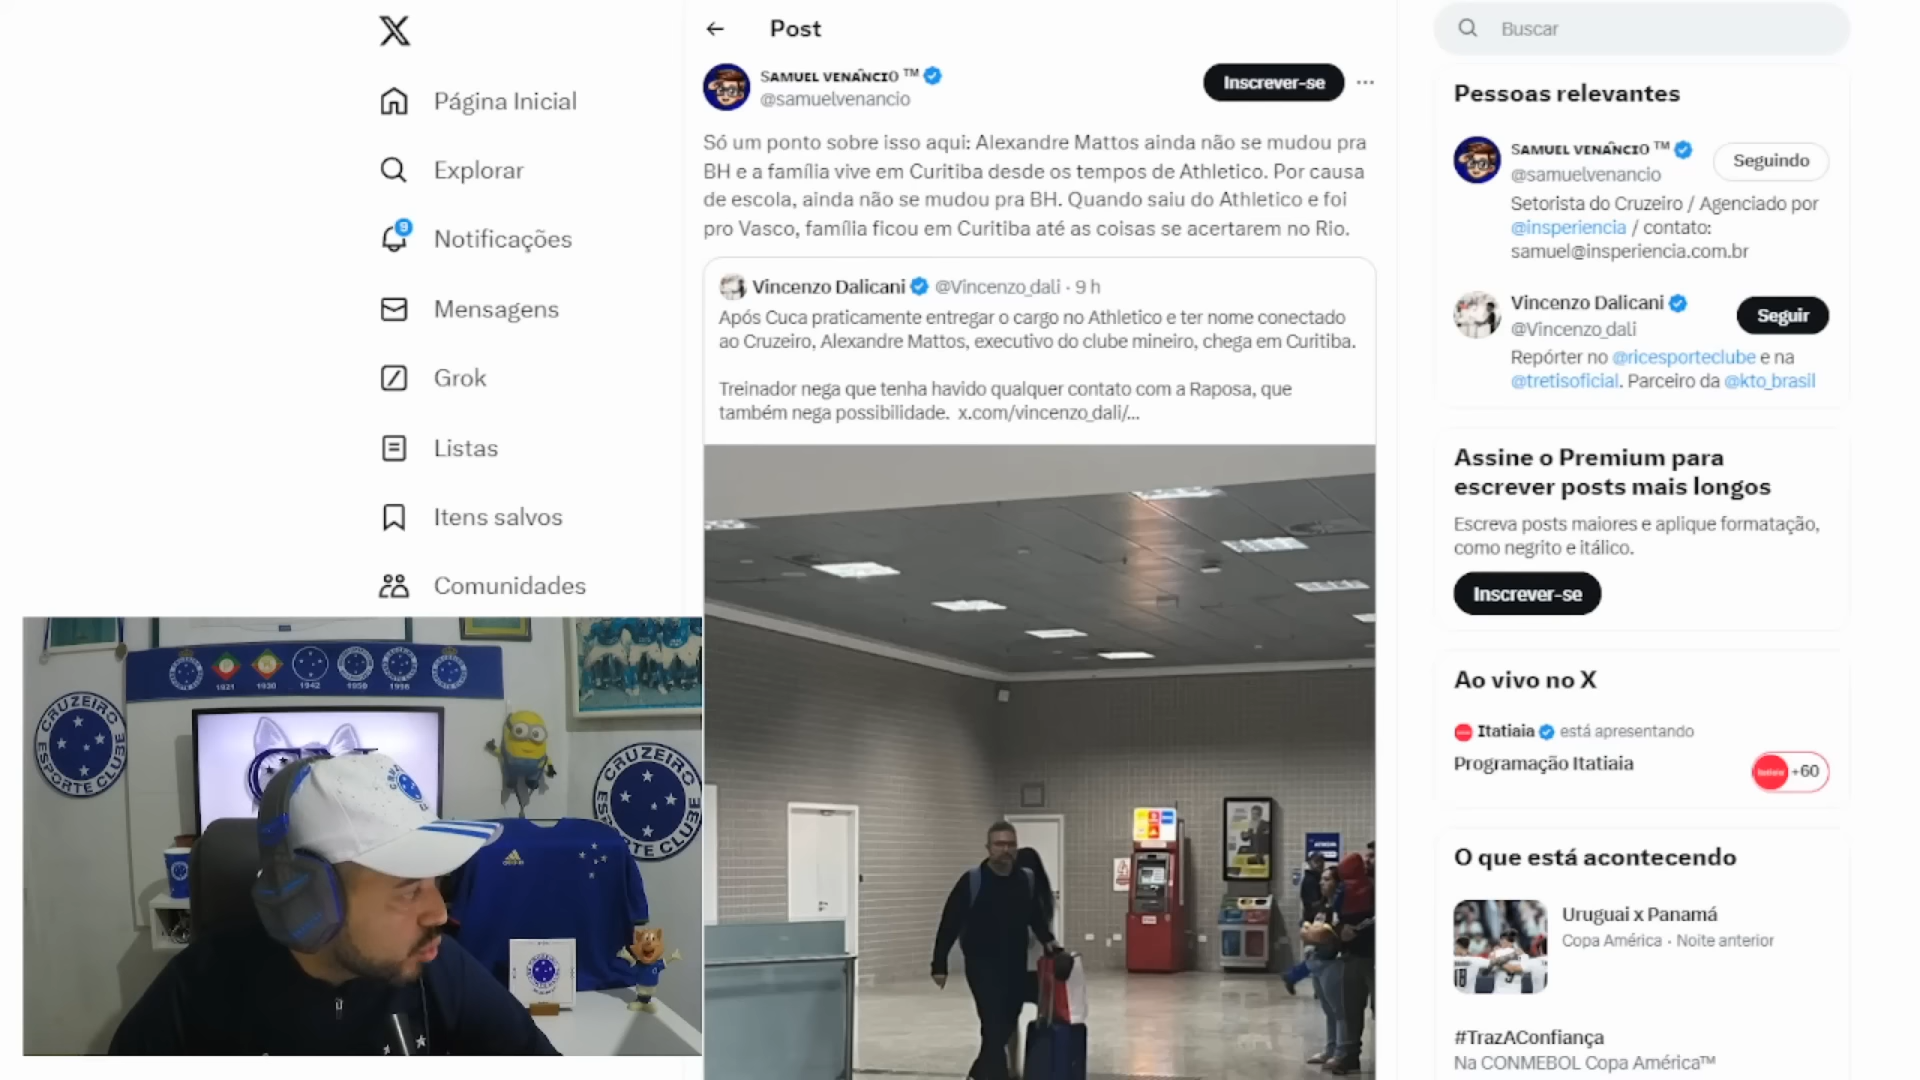 Página Inicial
Explorar
9
Notificações
Mensagens
Grok
Listas
Itens salvos
Comunidades
Post
SAMUEL VENÂNCIO ™
@samuelvenancio
Inscrever-se
Só um ponto sobre isso aqui: Alexandre Mattos ainda não se mudou pra
BH e a família vive em Curitiba desde os tempos de Athletico. Por causa
de escola, ainda não se mudou pra BH. Quando saiu do Athletico e foi
pro Vasco, família ficou em Curitiba até as coisas se acertarem no Rio.
Vincenzo Dalicani @Vincenzo_dali · 9 h
Após Cuca praticamente entregar o cargo no Athletico e ter nome conectado
ao Cruzeiro, Alexandre Mattos, executivo do clube mineiro, chega em Curitiba.
Treinador nega que tenha havido qualquer contato com a Raposa, que
também nega possibilidade. x.com/vincenzo_dali/...
Buscar
Pessoas relevantes
SAMUEL VENÂNCIO ™
@samuelvenancio
Seguindo
Setorista do Cruzeiro / Agenciado por
@insperiencia / contato:
samuel@insperiencia.com.br
Vincenzo Dalicani
@Vincenzo_dali
Seguir
Repórter no @ricesporteclube e na
@tretisoficial. Parceiro da @kto_brasil
Assine o Premium para
escrever posts mais longos
Escreva posts maiores e aplique formatação,
como negrito e itálico.
Inscrever-se
Ao vivo no X
Itatiaia está apresentando
Programação Itatiaia
+60
O que está acontecendo
Uruguai x Panamá
Copa América · Noite anterior
#TrazAConfiança
Na CONMEBOL Copa América™
1921
1930
1942
1950
1996
CRUZEIRO
ESPORTE CLUBE
CRUZEIRO
ESPORTE CLUBE